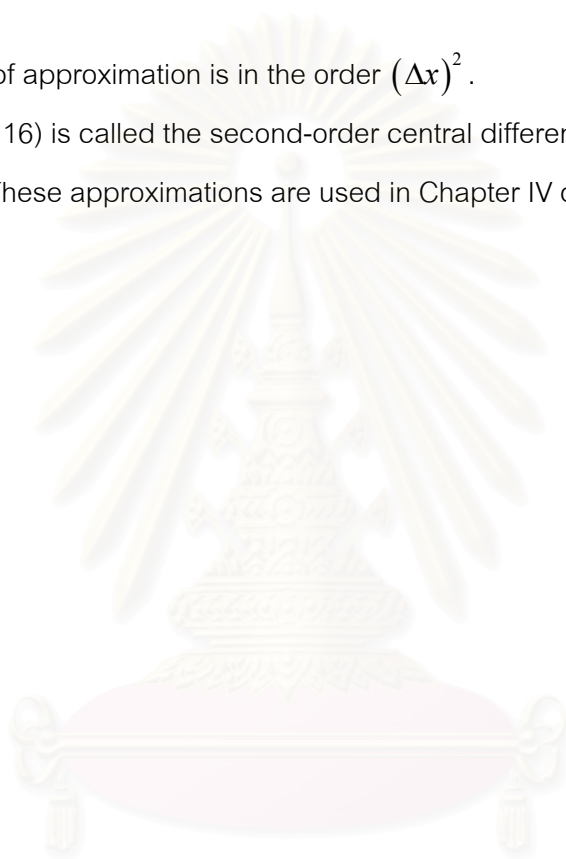 of approximation is in the order (Δx)².
16) is called the second-order central differen
hese approximations are used in Chapter IV